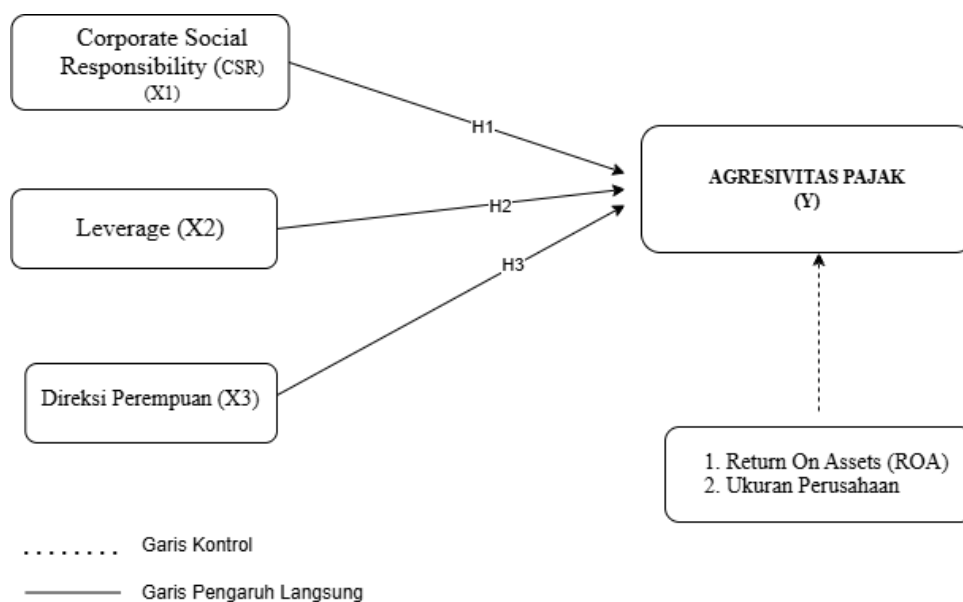 Corporate Social
Responsibility (CSR)
(X1)
H1
AGRESIVITAS PAJAK
(Y)
Leverage (X2)
H2
H3
Direksi Perempuan (X3)
1. Return On Assets (ROA)
2. Ukuran Perusahaan
Garis Kontrol
Garis Pengaruh Langsung